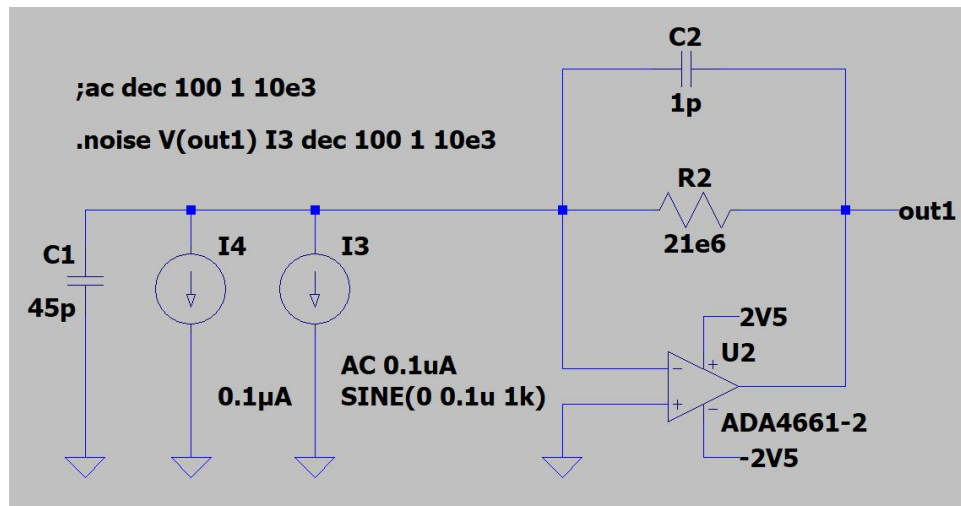 C2
1p
;ac dec 100 1 10e3
.noise V(out1) I3 dec 100 1 10e3
R2
21e6
out1
C1
45p
I4
0.1µA
I3
AC 0.1uA
SINE(0 0.1u 1k)
2V5
U2
ADA4661-2
-2V5